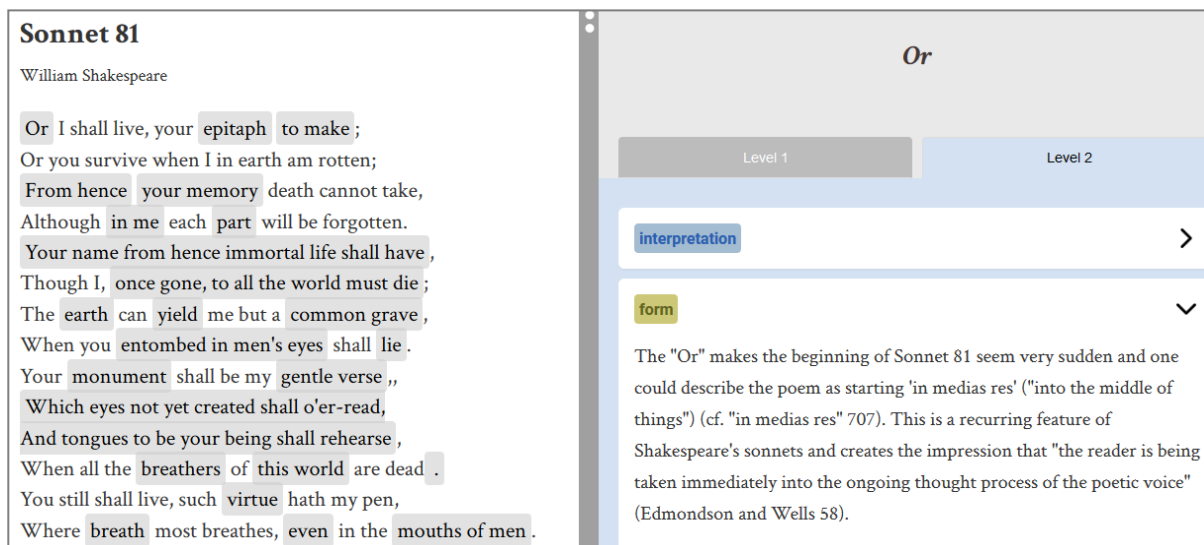 Sonnet 81
William Shakespeare
Or I shall live, your epitaph to make;
Or you survive when I in earth am rotten;
From hence your memory death cannot take,
Although in me each part will be forgotten.
Your name from hence immortal life shall have,
Though I, once gone, to all the world must die;
The earth can yield me but a common grave,
When you entombed in men's eyes shall lie.
Your monument shall be my gentle verse,,
Which eyes not yet created shall o'er-read,
And tongues to be your being shall rehearse,
When all the breathers of this world are dead.
You still shall live, such virtue hath my pen,
Where breath most breathes, even in the mouths of men.
Or
Level 1
Level 2
interpretation
form
The "Or" makes the beginning of Sonnet 81 seem very sudden and one
could describe the poem as starting 'in medias res' ("into the middle of
things") (cf. "in medias res" 707). This is a recurring feature of
Shakespeare's sonnets and creates the impression that "the reader is being
taken immediately into the ongoing thought process of the poetic voice"
(Edmondson and Wells 58).